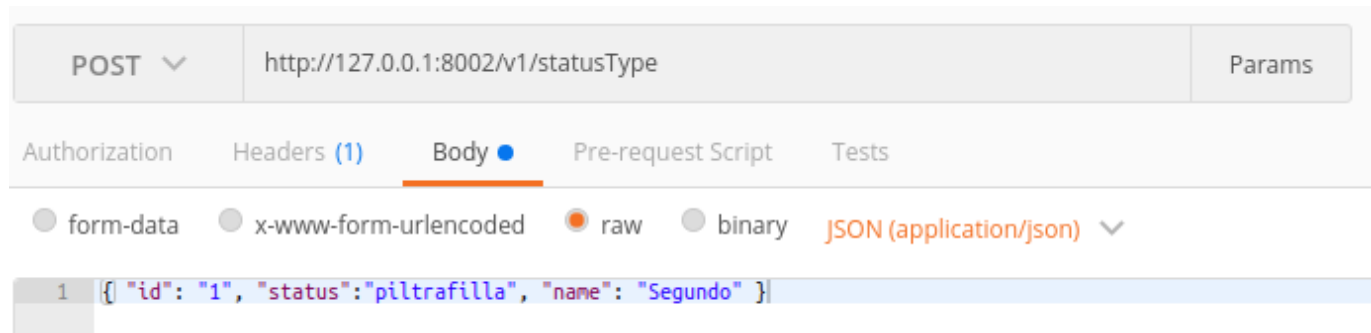 POST http://127.0.0.1:8002/v1/statusType Params
Authorization Headers (1) Body Pre-request Script Tests
form-data x-www-form-urlencoded raw binary JSON (application/json)
1 { "id": "1", "status":"piltrafilla", "name": "Segundo" }